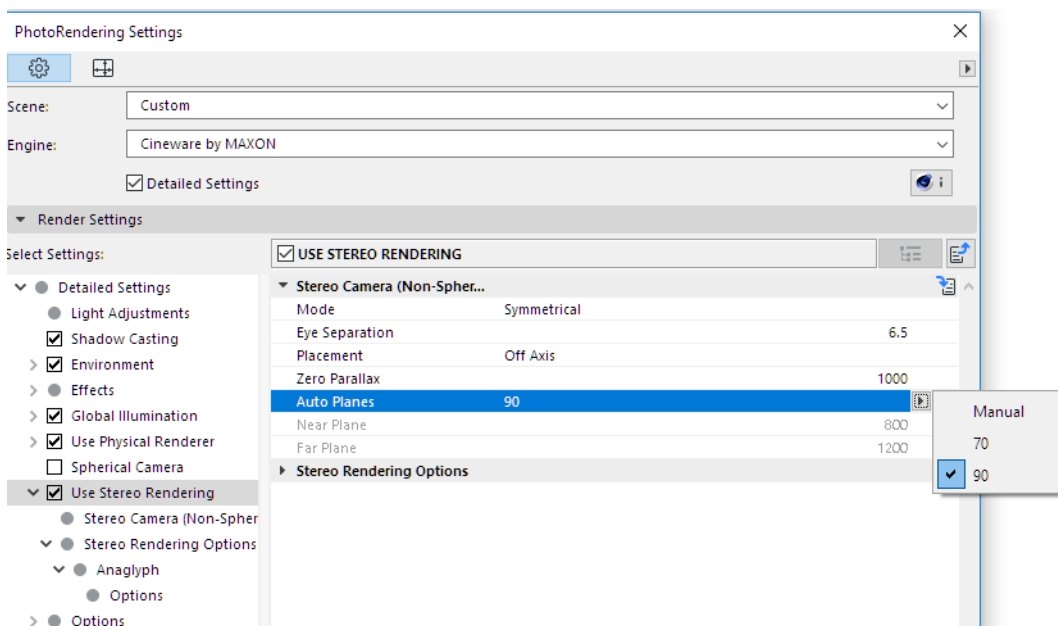 PhotoRendering Settings
Scene: Custom
Engine: Cineware by MAXON
Detailed Settings
i
Render Settings
Select Settings:
USE STEREO RENDERING
Detailed Settings
Light Adjustments
Shadow Casting
Environment
Effects
Global Illumination
Use Physical Renderer
Spherical Camera
Use Stereo Rendering
Stereo Camera (Non-Spher
Stereo Rendering Options
Anaglyph
Options
Options
Stereo Camera (Non-Spher...
Mode Symmetrical
Eye Separation 6.5
Placement Off Axis
Zero Parallax 1000
Auto Planes 90
Near Plane 800
Far Plane 1200
Stereo Rendering Options
Manual
70
90